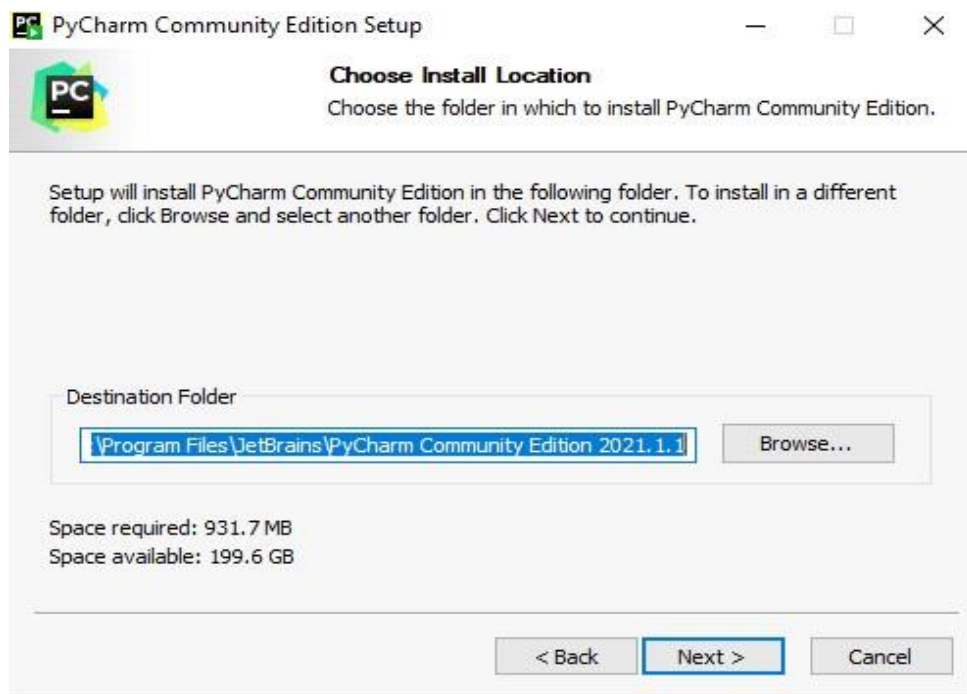 PyCharm Community Edition Setup
PC
Choose Install Location
Choose the folder in which to install PyCharm Community Edition.
Setup will install PyCharm Community Edition in the following folder. To install in a different
folder, click Browse and select another folder. Click Next to continue.
Destination Folder
:\Program Files\JetBrains\PyCharm Community Edition 2021.1.1
Browse...
Space required: 931.7 MB
Space available: 199.6 GB
< Back
Next >
Cancel